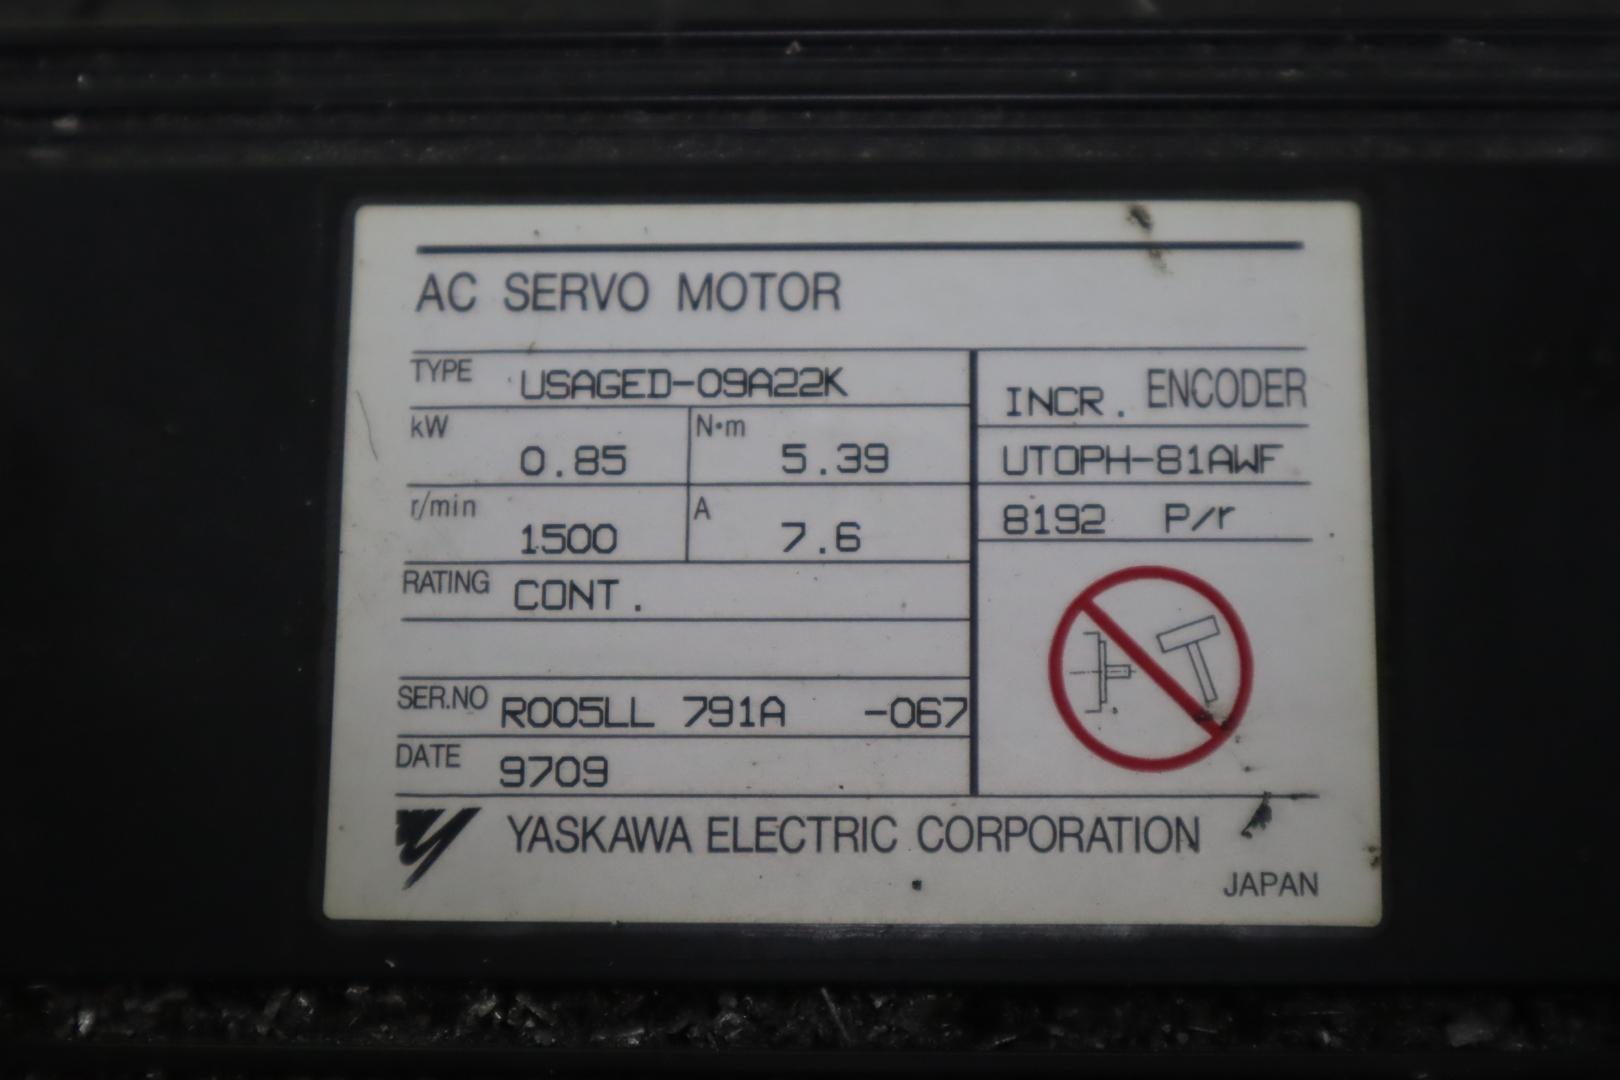 AC SERVO MOTOR
TYPE USAGED-09A22K
kW 0.85 N•m 5.39
r/min 1500 A 7.6
RATING CONT.
SER.NO R005LL 791A -067
DATE 9709
INCR. ENCODER
UTOPH-81AWF
8192 P/r
YASKAWA ELECTRIC CORPORATION
JAPAN